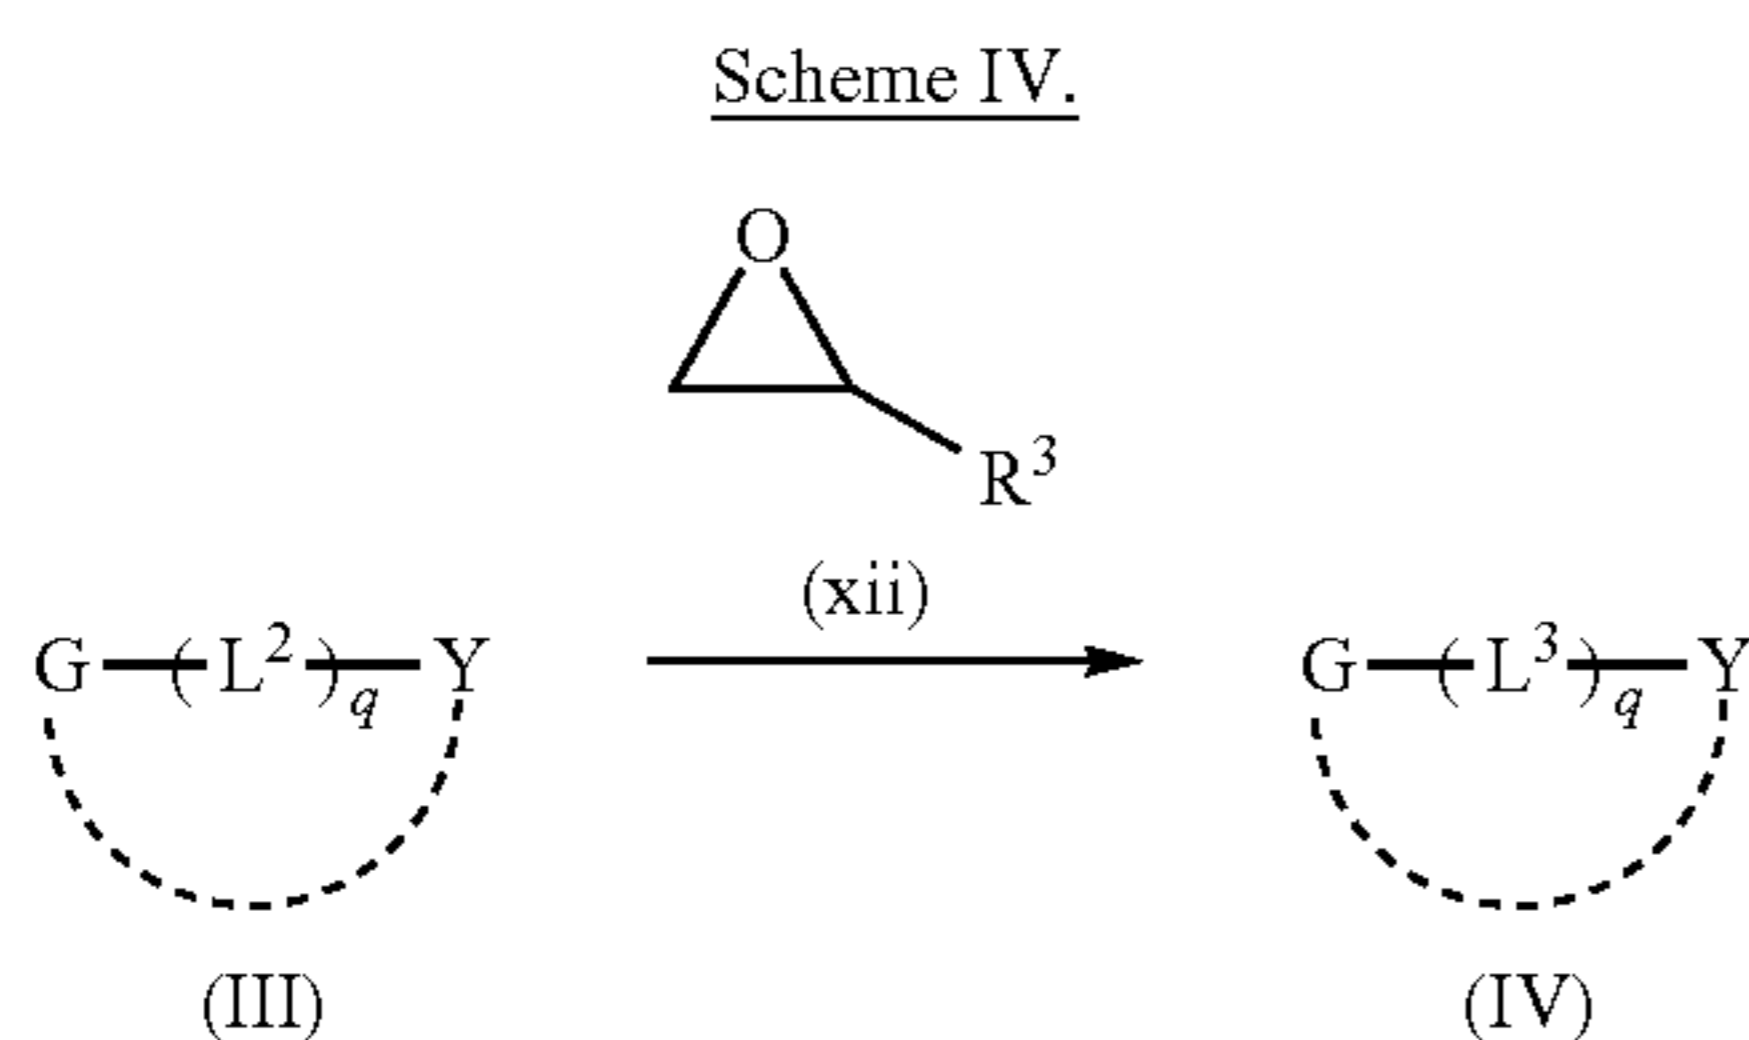 Scheme IV.
O
R³
(xii)
G—(L²)q—Y
G—(L³)q—Y
(III)
(IV)